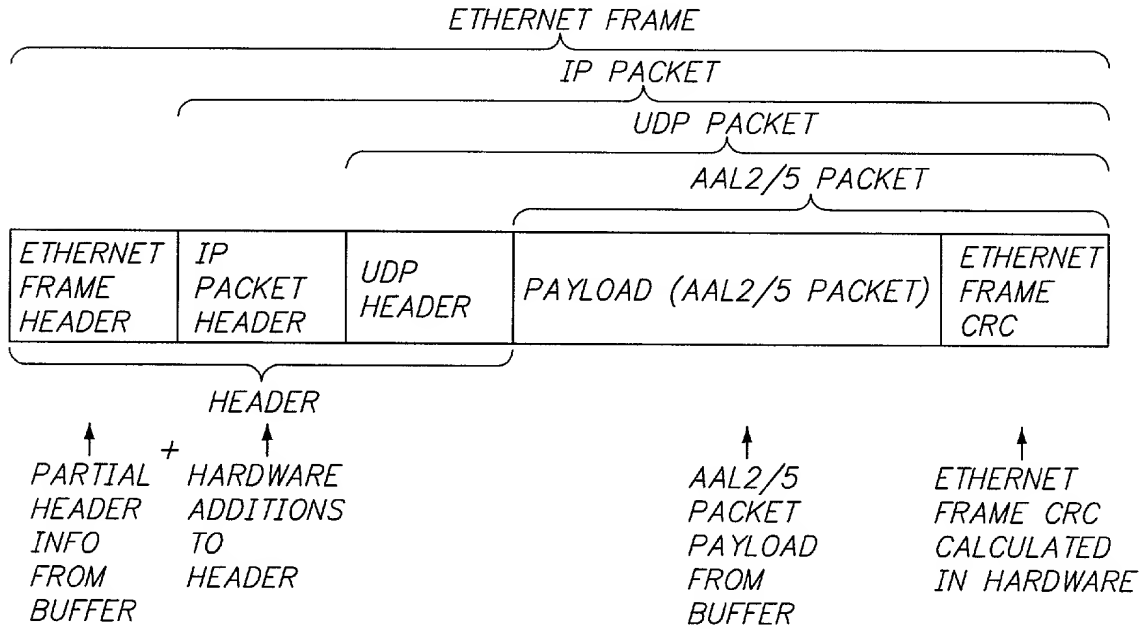 ETHERNET FRAME
IP PACKET
UDP PACKET
AAL2/5 PACKET
ETHERNET
FRAME
HEADER
IP
PACKET
HEADER
UDP
HEADER
PAYLOAD (AAL2/5 PACKET)
ETHERNET
FRAME
CRC
HEADER
PARTIAL
HEADER
INFO
FROM
BUFFER
+
HARDWARE
ADDITIONS
TO
HEADER
AAL2/5
PACKET
PAYLOAD
FROM
BUFFER
ETHERNET
FRAME CRC
CALCULATED
IN HARDWARE